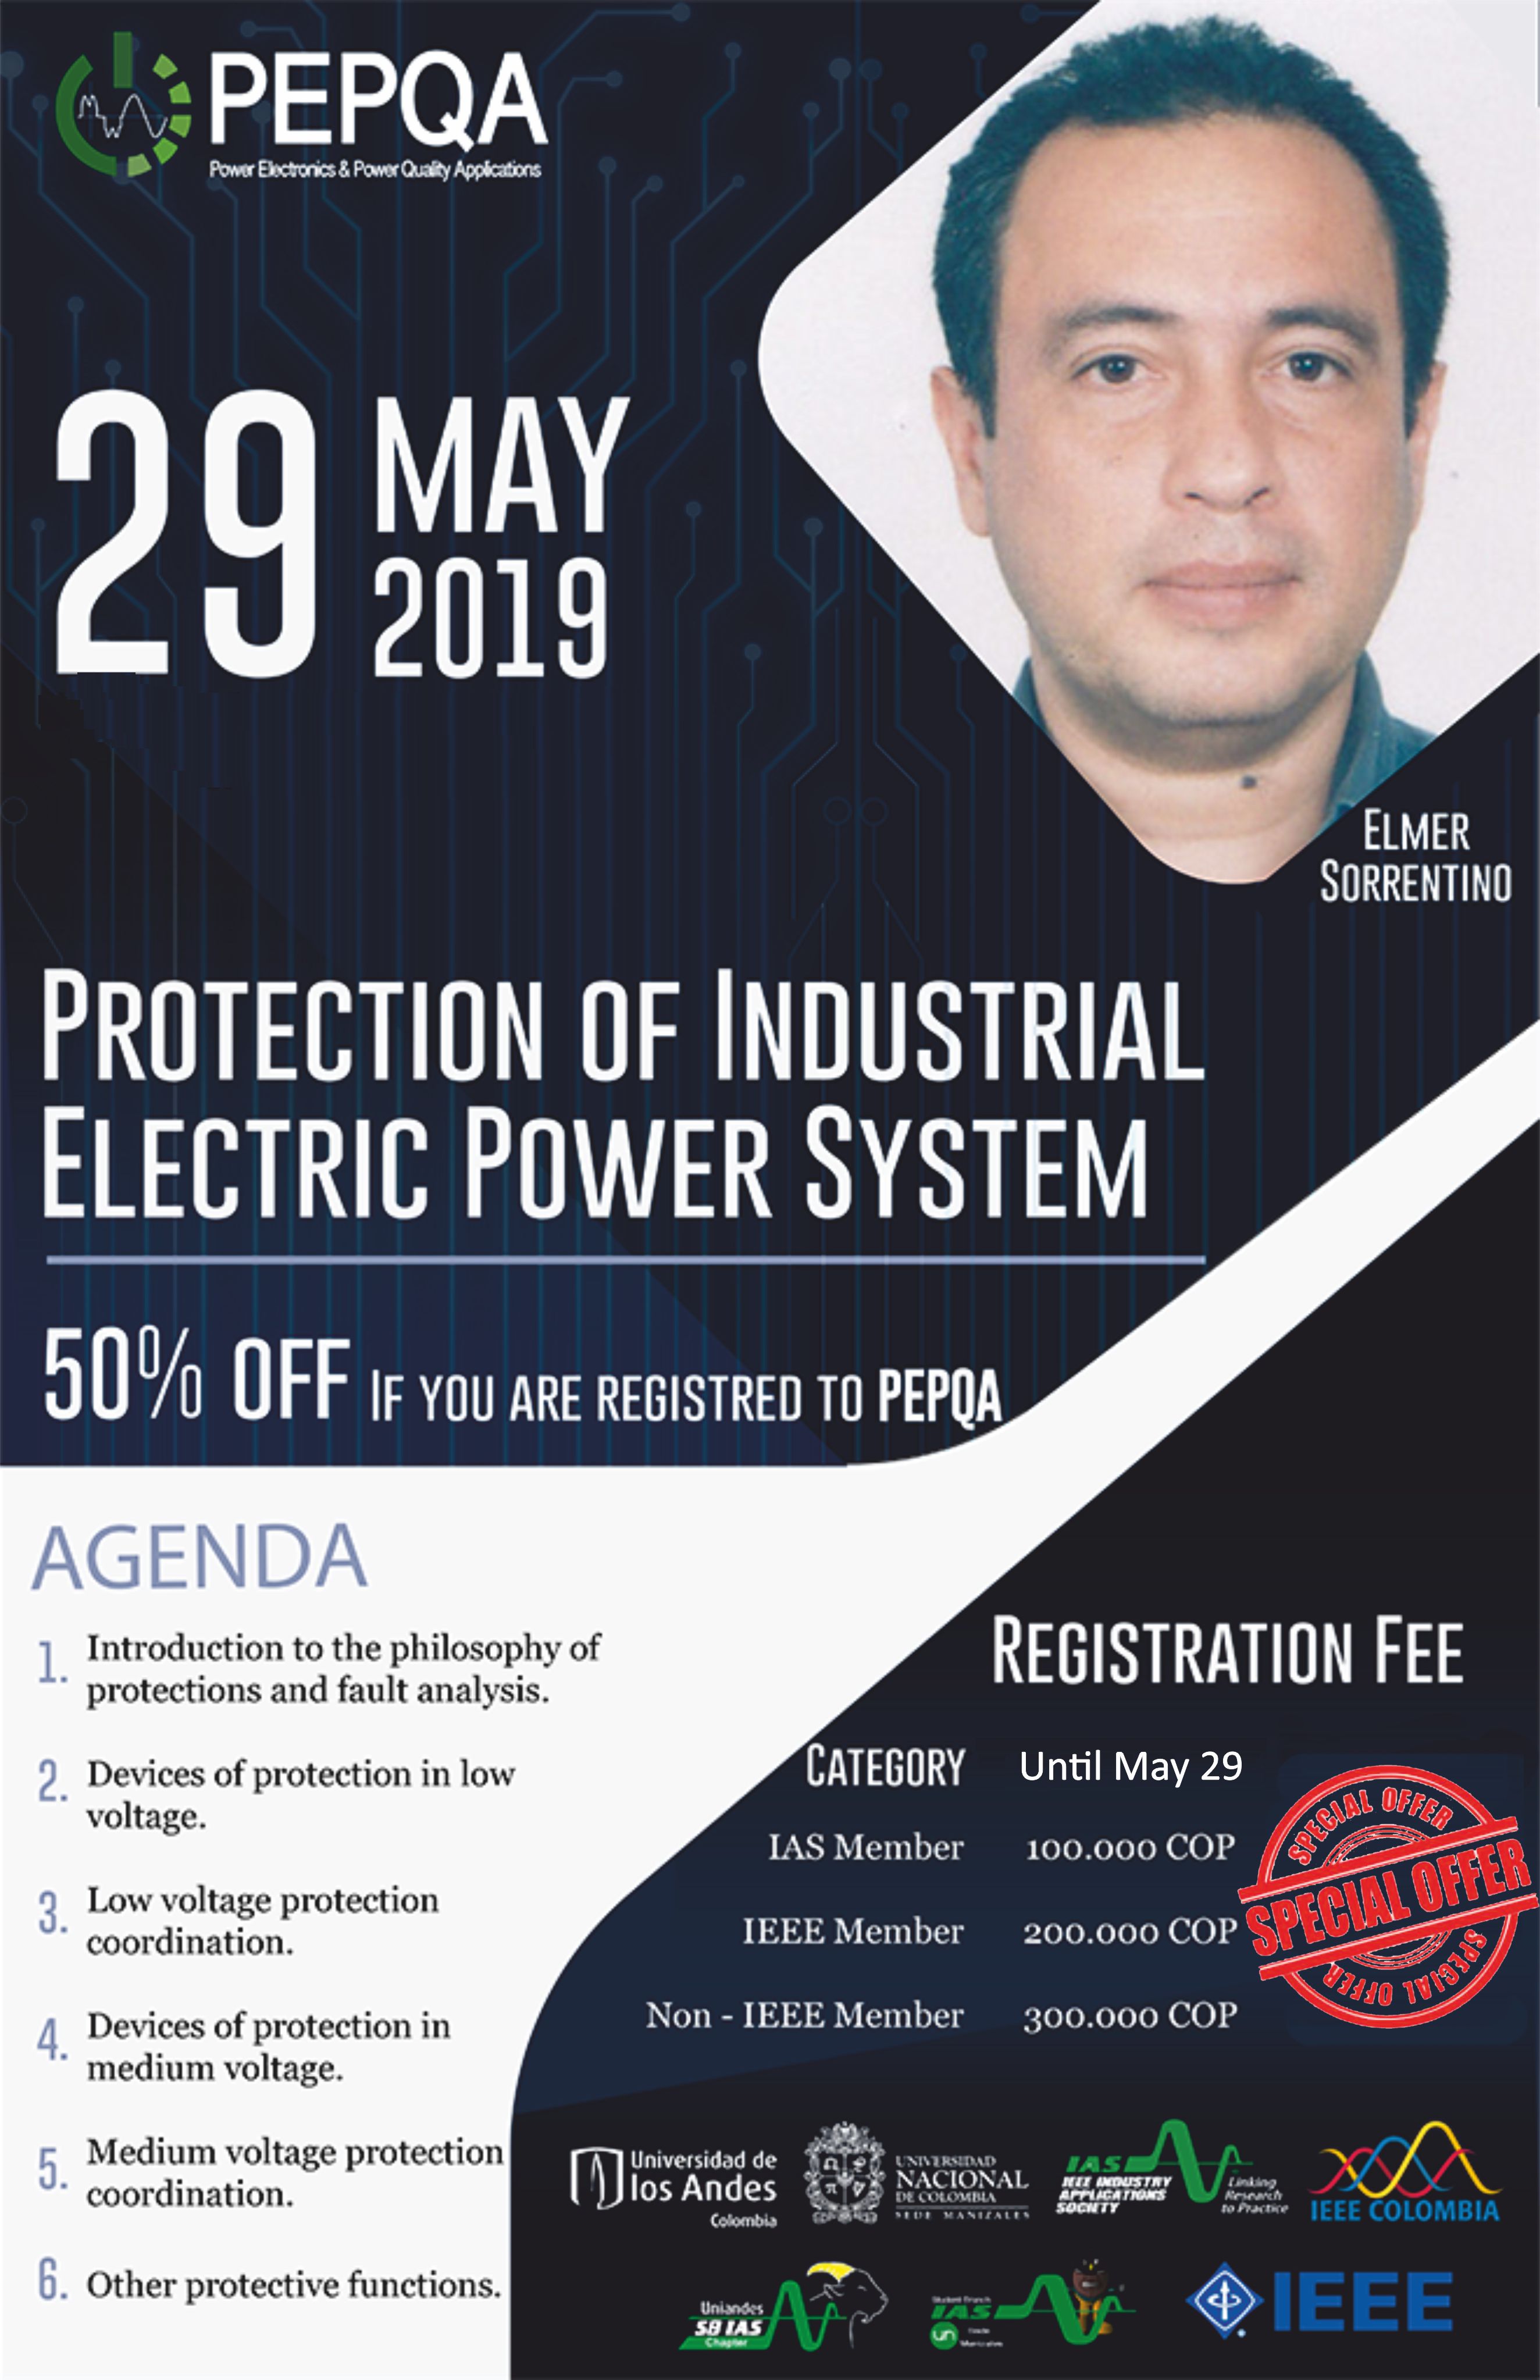 PEPQA
Power Electronics & Power Quality Applications
29 MAY
2019
ELMER
SORRENTINO
PROTECTION OF INDUSTRIAL
ELECTRIC POWER SYSTEM
50% OFF IF YOU ARE REGISTRED TO PEPQA
AGENDA
1. Introduction to the philosophy of
protections and fault analysis.
2. Devices of protection in low
voltage.
3. Low voltage protection
coordination.
4. Devices of protection in
medium voltage.
5. Medium voltage protection
coordination.
6. Other protective functions.
REGISTRATION FEE
CATEGORY Until May 29
IAS Member 100.000 COP
IEEE Member 200.000 COP
Non - IEEE Member 300.000 COP
SPECIAL OFFER
SPECIAL OFFER
SPECIAL OFFER
Universidad de
los Andes
Colombia
UNIVERSIDAD
NACIONAL
DE COLOMBIA
SEDE MANIZALES
IAS
IEEE INDUSTRY
APPLICATIONS
SOCIETY
Linking
Research
to Practice
IEEE COLOMBIA
Uniandes
SB IAS
Chapter
Student Branch
IAS
un
Manizales
IEEE